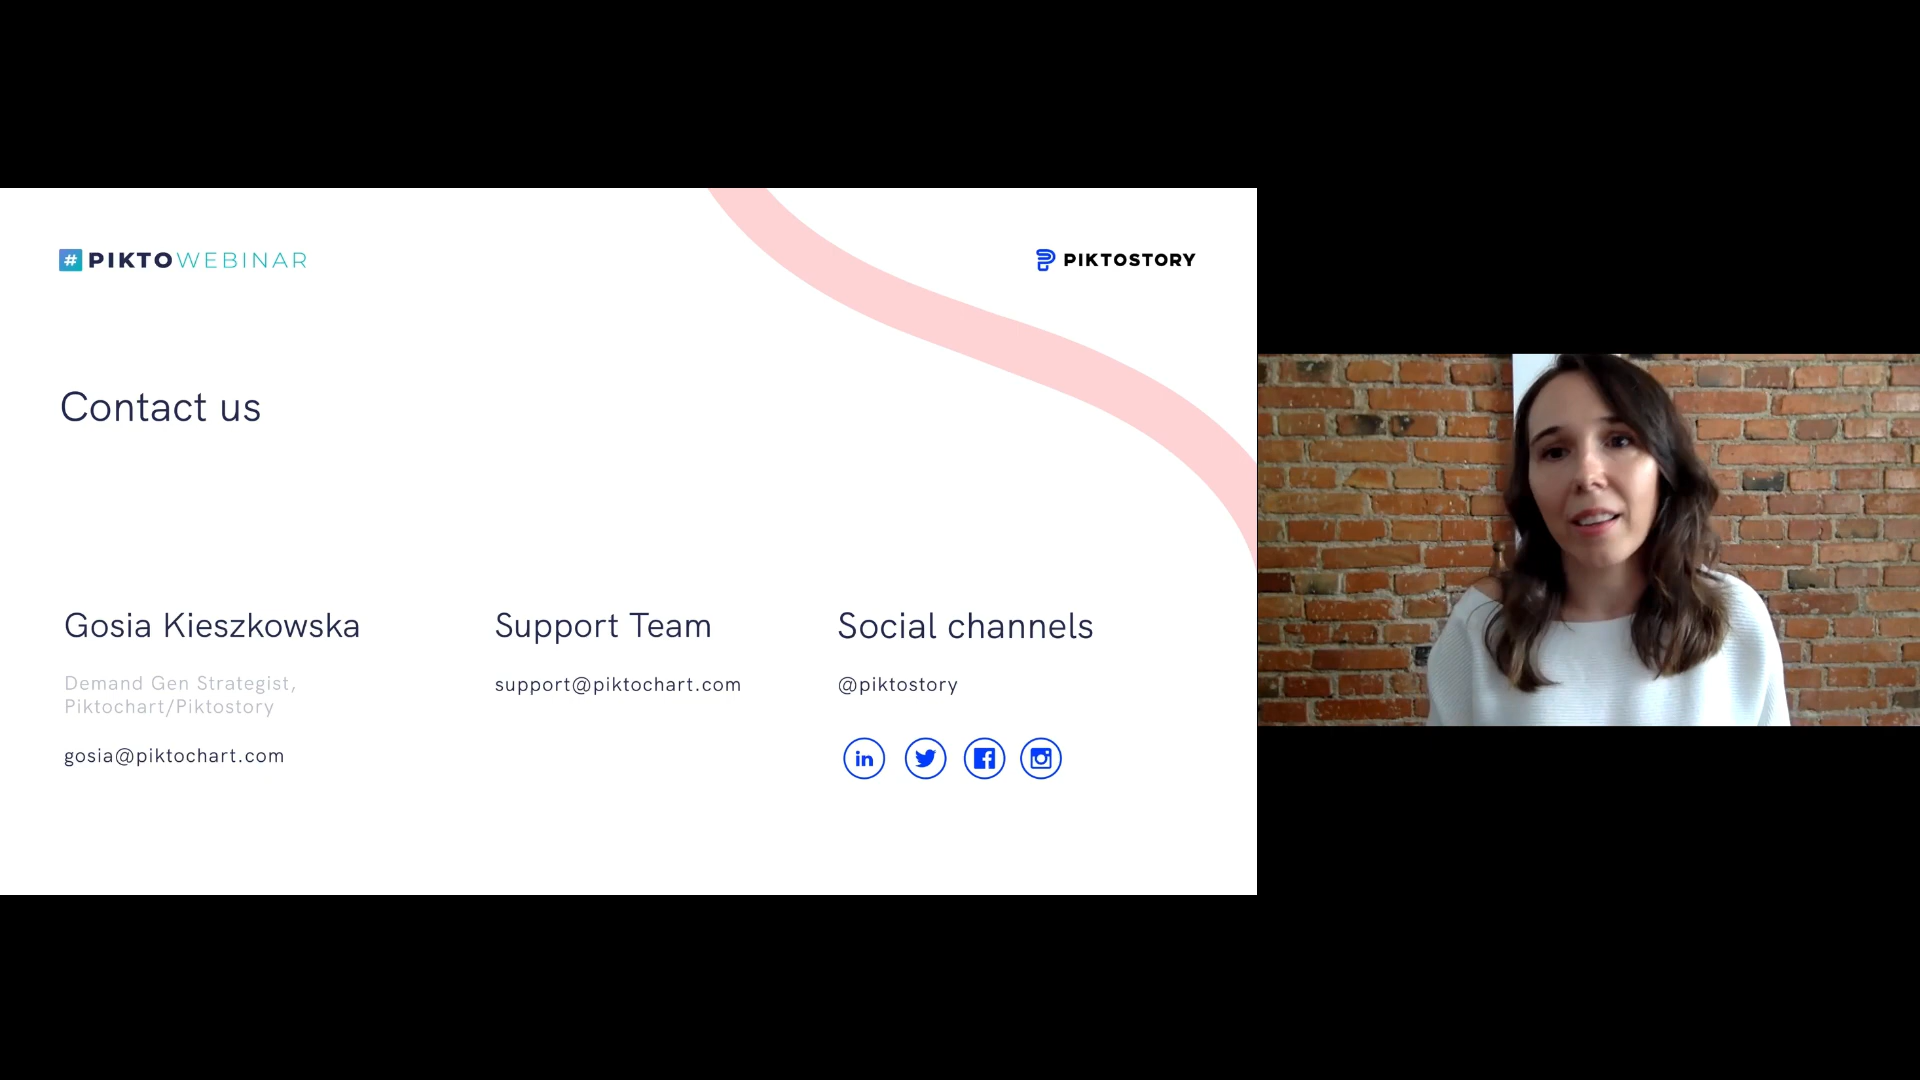 #PIKTOWEBINAR
PIKTOSTORY
Contact us
Gosia Kieszkowska
Demand Gen Strategist,
Piktochart/Piktostory
gosia@piktochart.com
Support Team
support@piktochart.com
Social channels
@piktostory
in